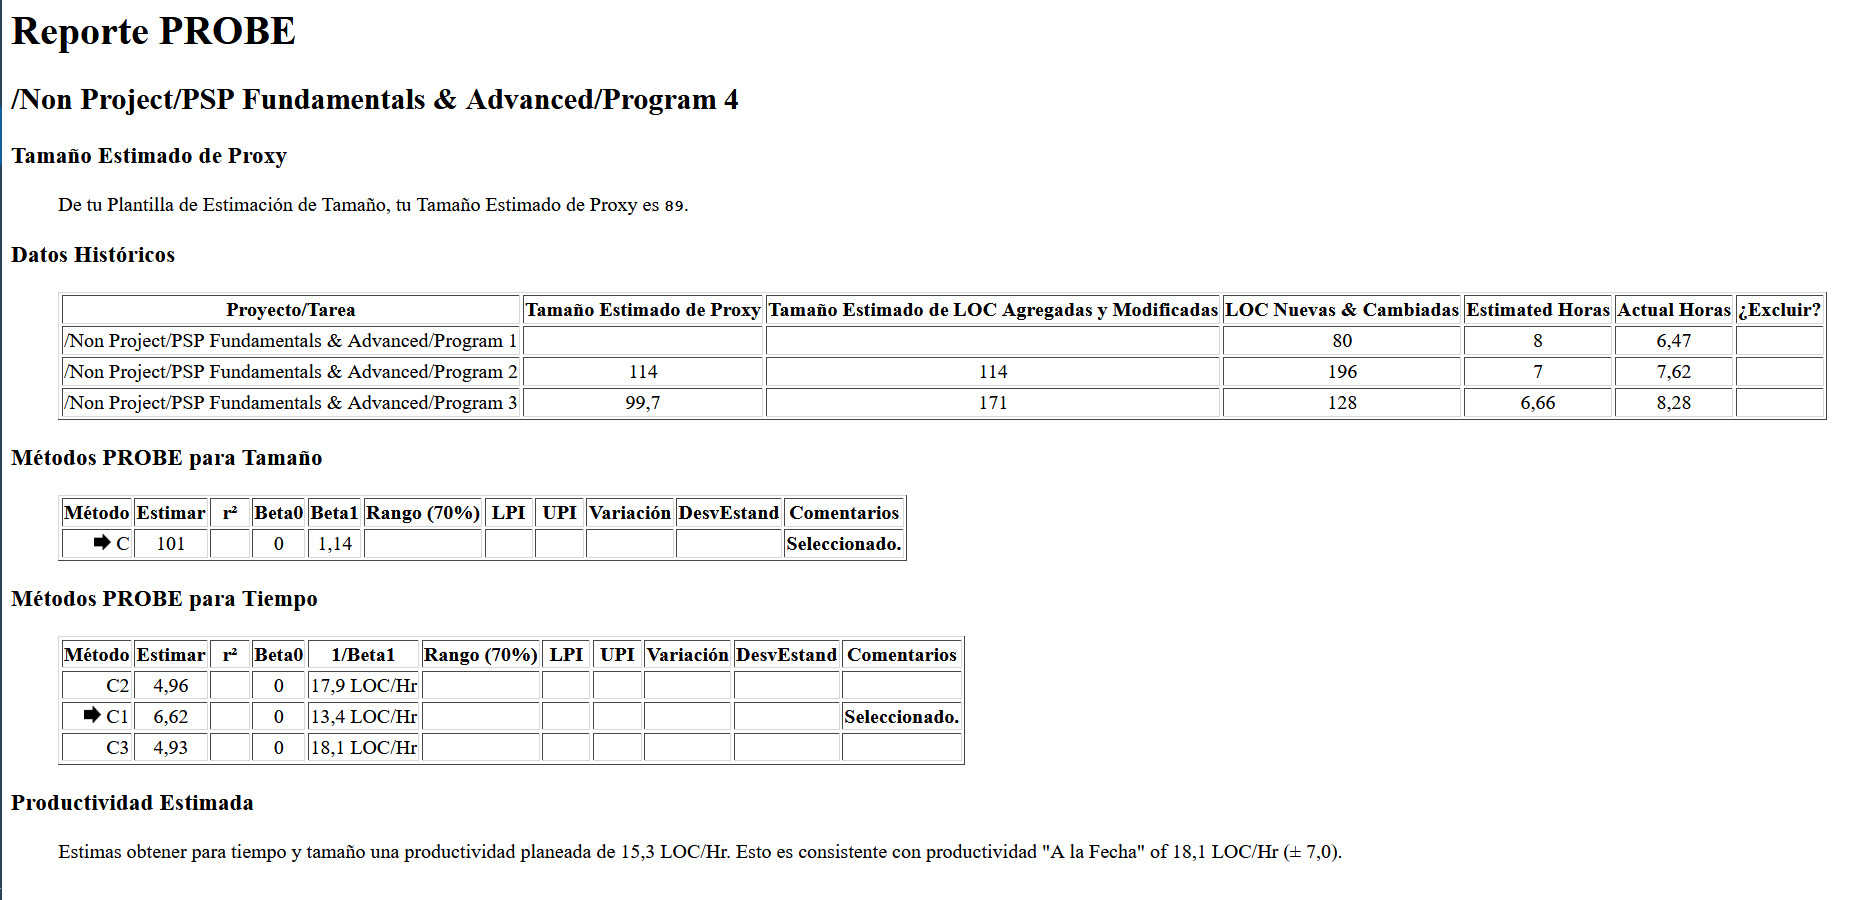 Reporte PROBE
/Non Project/PSP Fundamentals & Advanced/Program 4
Tamaño Estimado de Proxy
De tu Plantilla de Estimación de Tamaño, tu Tamaño Estimado de Proxy es 89.
Datos Históricos
Proyecto/Tarea Tamaño Estimado de Proxy Tamaño Estimado de LOC Agregadas y Modificadas LOC Nuevas & Cambiadas Estimated Horas Actual Horas ¿Excluir?
/Non Project/PSP Fundamentals & Advanced/Program 1 80 8 6,47
/Non Project/PSP Fundamentals & Advanced/Program 2 114 114 196 7 7,62
/Non Project/PSP Fundamentals & Advanced/Program 3 99,7 171 128 6,66 8,28
Métodos PROBE para Tamaño
Método Estimar r² Beta0 Beta1 Rango (70%) LPI UPI Variación DesvEstand Comentarios
🡆 C 101 0 1,14 Seleccionado.
Métodos PROBE para Tiempo
Método Estimar r² Beta0 1/Beta1 Rango (70%) LPI UPI Variación DesvEstand Comentarios
C2 4,96 0 17,9 LOC/Hr
🡆 C1 6,62 0 13,4 LOC/Hr Seleccionado.
C3 4,93 0 18,1 LOC/Hr
Productividad Estimada
Estimas obtener para tiempo y tamaño una productividad planeada de 15,3 LOC/Hr. Esto es consistente con productividad "A la Fecha" of 18,1 LOC/Hr (± 7,0).